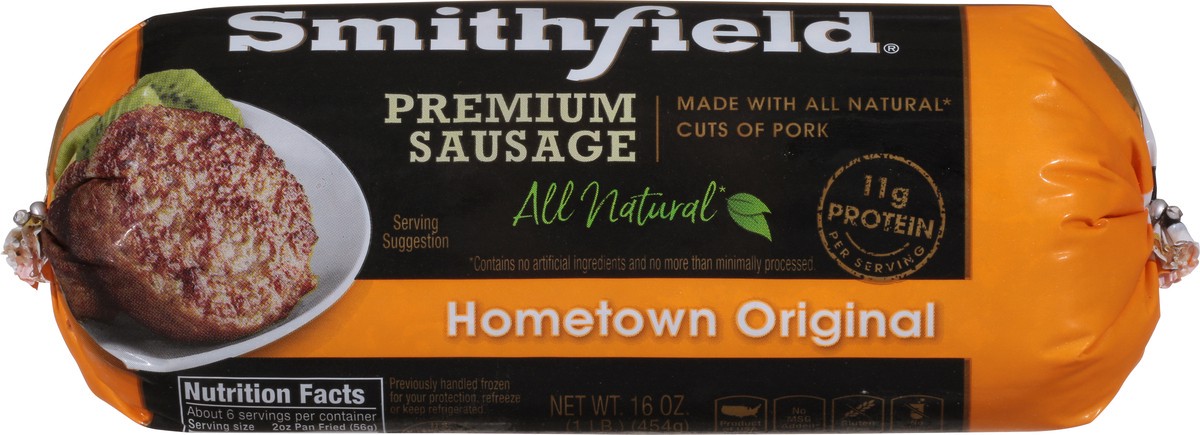 Smithfield®
PREMIUM
SAUSAGE
MADE WITH ALL NATURAL*
CUTS OF PORK
All Natural*
11g
PROTEIN
PER SERVING
Serving
Suggestion
*Contains no artificial ingredients and no more than minimally processed.
Hometown Original
Nutrition Facts
About 6 servings per container
Serving size 2oz Pan Fried (56g)
Previously handled frozen
for your protection, refreeze
or keep refrigerated.
NET WT. 16 OZ.
(1 LB.) (454g)
Product
No
MSG